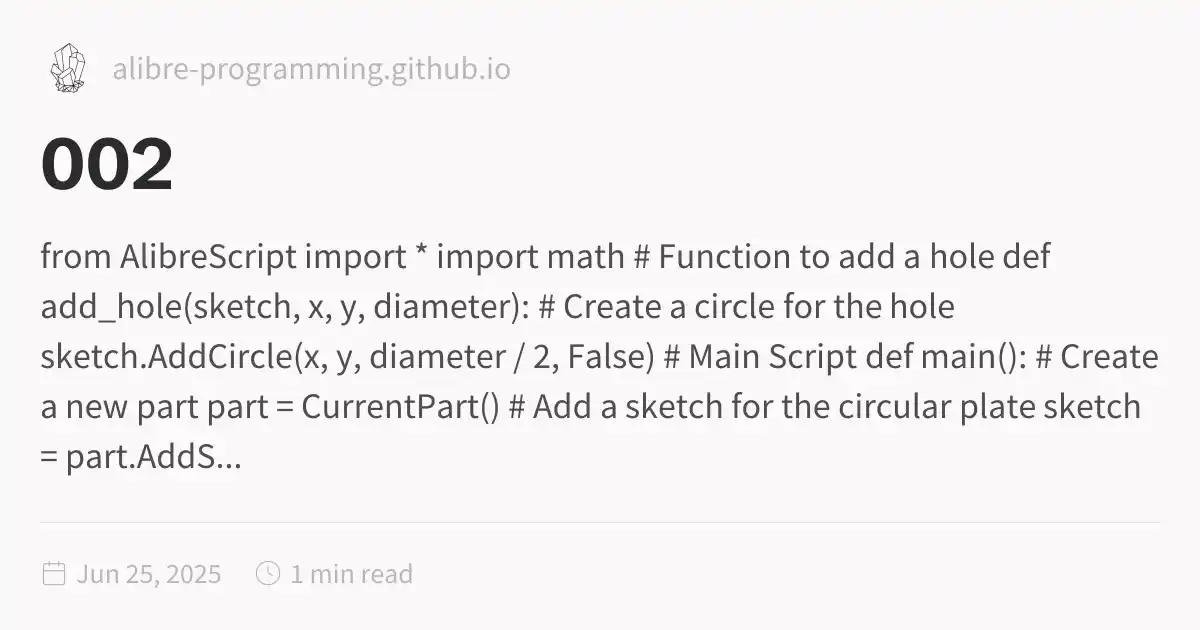 alibre-programming.github.io
002
from AlibreScript import * import math # Function to add a hole def
add_hole(sketch, x, y, diameter): # Create a circle for the hole
sketch.AddCircle(x, y, diameter / 2, False) # Main Script def main(): # Create
a new part part = CurrentPart() # Add a sketch for the circular plate sketch
= part.AddS...
Jun 25, 2025 1 min read